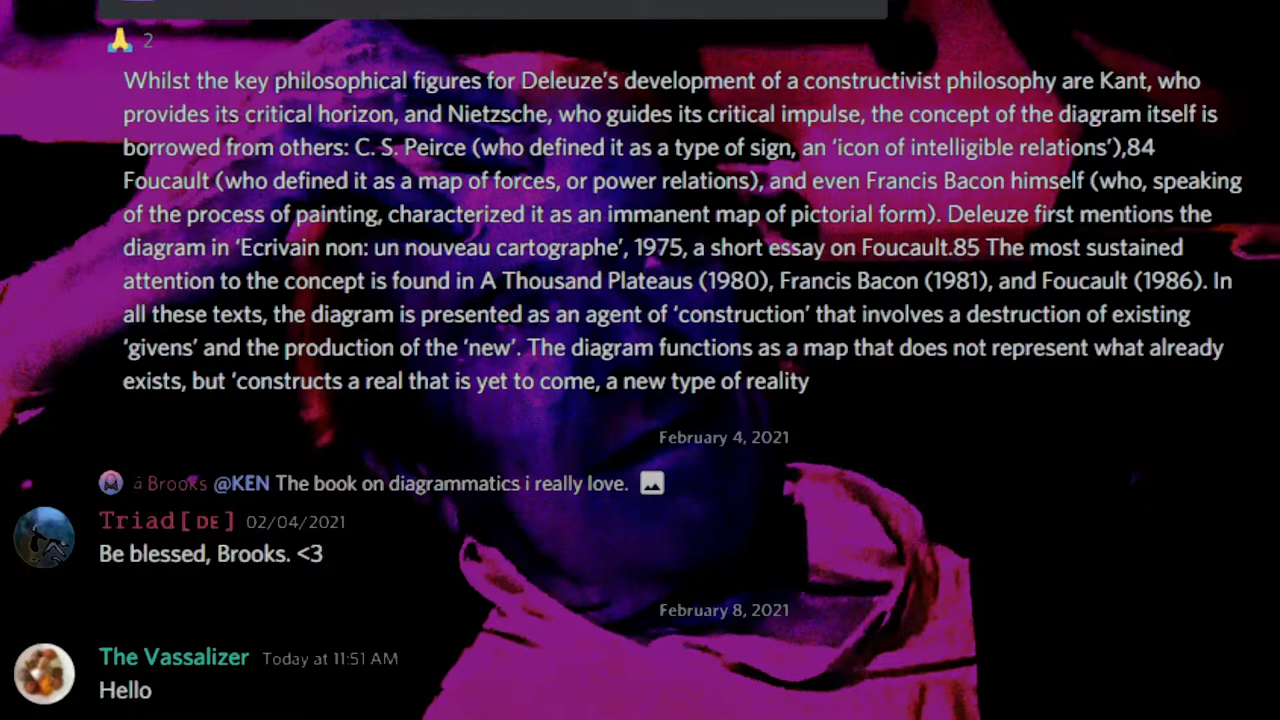 2
Whilst the key philosophical figures for Deleuze's development of a constructivist philosophy are Kant, who
provides its critical horizon, and Nietzsche, who guides its critical impulse, the concept of the diagram itself is
borrowed from others: C. S. Peirce (who defined it as a type of sign, an 'icon of intelligible relations'),84
Foucault (who defined it as a map of forces, or power relations), and even Francis Bacon himself (who, speaking
of the process of painting, characterized it as an immanent map of pictorial form). Deleuze first mentions the
diagram in 'Ecrivain non: un nouveau cartographe', 1975, a short essay on Foucault.85 The most sustained
attention to the concept is found in A Thousand Plateaus (1980), Francis Bacon (1981), and Foucault (1986). In
all these texts, the diagram is presented as an agent of 'construction' that involves a destruction of existing
'givens' and the production of the 'new'. The diagram functions as a map that does not represent what already
exists, but 'constructs a real that is yet to come, a new type of reality
February 4, 2021
Brooks @KEN The book on diagrammatics i really love.
Triad[DE] 02/04/2021
Be blessed, Brooks. <3
February 8, 2021
The Vassalizer Today at 11:51 AM
Hello